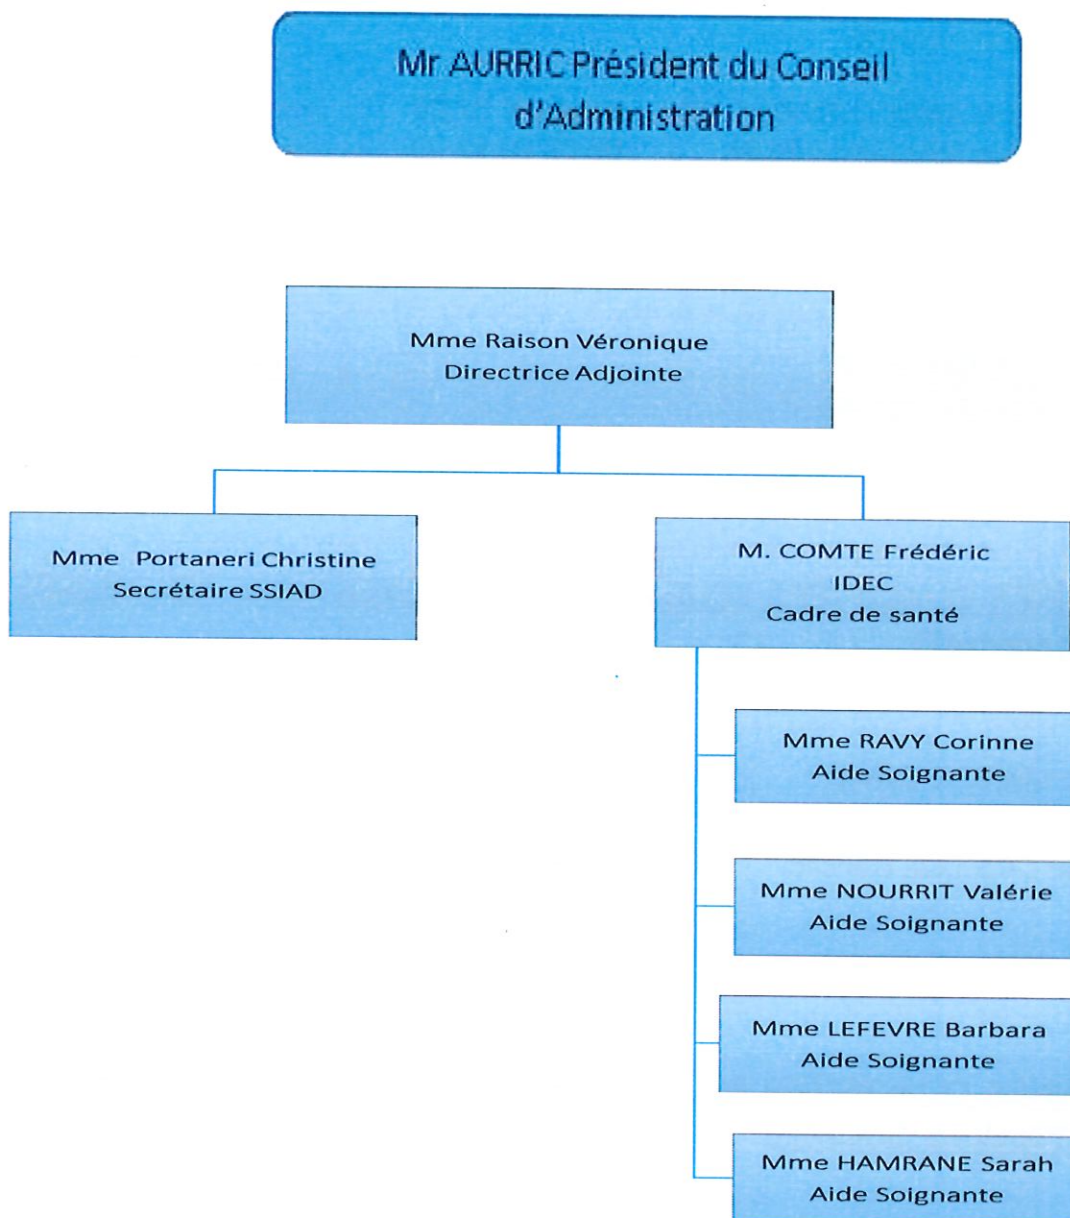 Mr AURRIC Président du Conseil
d'Administration
Mme Raison Véronique
Directrice Adjointe
Mme Portaneri Christine
Secrétaire SSIAD
M. COMTE Frédéric
IDEC
Cadre de santé
Mme RAVY Corinne
Aide Soignante
Mme NOURRIT Valérie
Aide Soignante
Mme LEFEVRE Barbara
Aide Soignante
Mme HAMRANE Sarah
Aide Soignante